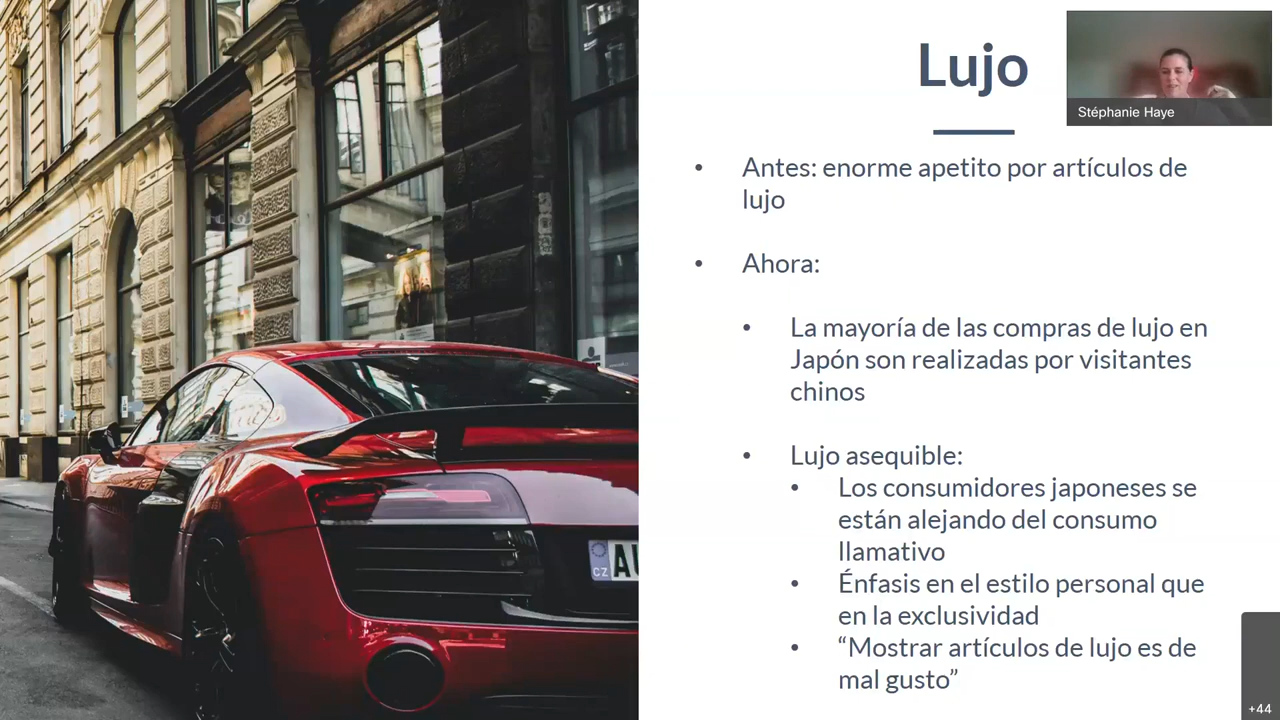 Lujo
Stéphanie Haye
• Antes: enorme apetito por artículos de
lujo
• Ahora:
• La mayoría de las compras de lujo en
Japón son realizadas por visitantes
chinos
• Lujo asequible:
• Los consumidores japoneses se
están alejando del consumo
llamativo
• Énfasis en el estilo personal que
en la exclusividad
• “Mostrar artículos de lujo es de
mal gusto”
CZ
AU
+44